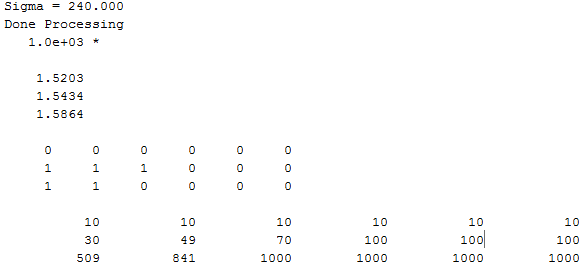 Sigma = 240.000
Done Processing
1.0e+03 *
1.5203
1.5434
1.5864
0 0 0 0 0 0
1 1 1 0 0 0
1 1 0 0 0 0
10 10 10 10 10 10
30 49 70 100 100 100
509 841 1000 1000 1000 1000